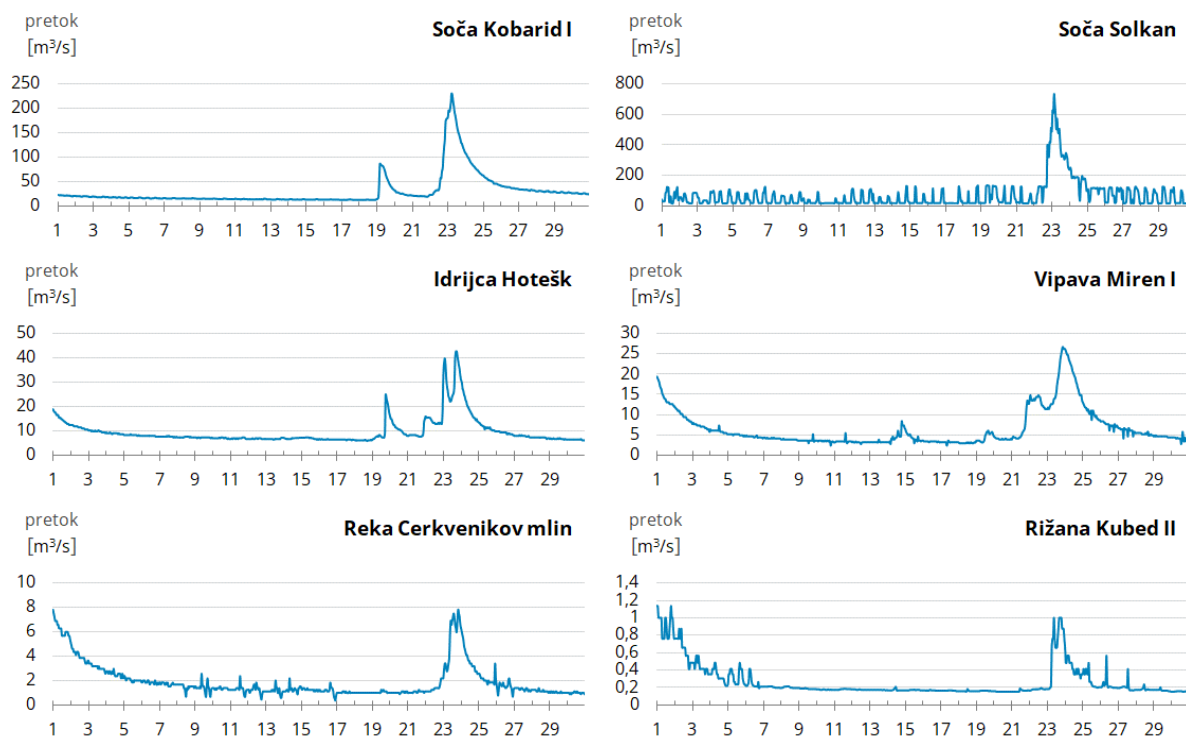 pretok
[m³/s]
Soča Kobarid I
250
200
150
100
50
0
1 3 5 7 9 11 13 15 17 19 21 23 25 27 29
pretok
[m³/s]
Soča Solkan
800
600
400
200
0
1 3 5 7 9 11 13 15 17 19 21 23 25 27 29
pretok
[m³/s]
Idrijca Hotešk
50
40
30
20
10
0
1 3 5 7 9 11 13 15 17 19 21 23 25 27 29
pretok
[m³/s]
Vipava Miren I
30
25
20
15
10
5
0
1 3 5 7 9 11 13 15 17 19 21 23 25 27 29
pretok
[m³/s]
Reka Cerkvenikov mlin
10
8
6
4
2
0
1 3 5 7 9 11 13 15 17 19 21 23 25 27 29
pretok
[m³/s]
Rižana Kubed II
1,4
1,2
1
0,8
0,6
0,4
0,2
0
1 3 5 7 9 11 13 15 17 19 21 23 25 27 29